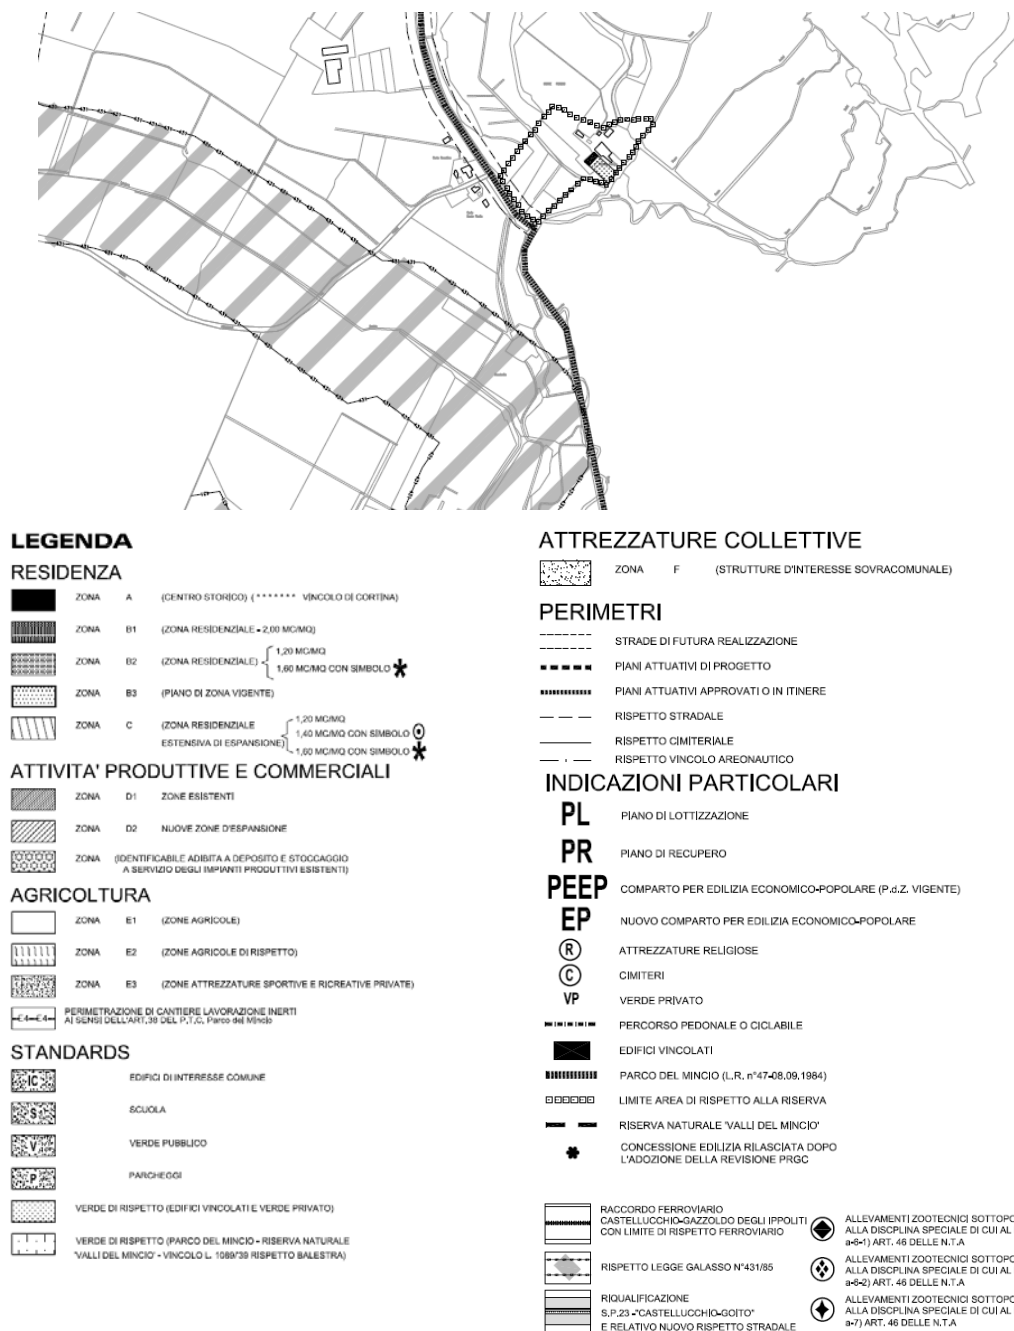 LEGENDA
RESIDENZA
ZONA A (CENTRO STORICO) (******* VINCOLO DI CORTINA)
ZONA B1 (ZONA RESIDENZIALE - 2,00 MC/MQ)
ZONA B2 (ZONA RESIDENZIALE)
1,20 MC/MQ
1,60 MC/MQ CON SIMBOLO
ZONA B3 (PIANO DI ZONA VIGENTE)
ZONA C (ZONA RESIDENZIALE
ESTENSIVA DI ESPANSIONE)
1,20 MC/MQ
1,40 MC/MQ CON SIMBOLO
1,60 MC/MQ CON SIMBOLO
ATTIVITA' PRODUTTIVE E COMMERCIALI
ZONA D1 ZONE ESISTENTI
ZONA D2 NUOVE ZONE D'ESPANSIONE
ZONA (IDENTIFICABILE ADIBITA A DEPOSITO E STOCCAGGIO
A SERVIZIO DEGLI IMPIANTI PRODUTTIVI ESISTENTI)
AGRICOLTURA
ZONA E1 (ZONE AGRICOLE)
ZONA E2 (ZONE AGRICOLE DI RISPETTO)
ZONA E3 (ZONE ATTREZZATURE SPORTIVE E RICREATIVE PRIVATE)
E4 E4 PERIMETRAZIONE DI CANTIERE LAVORAZIONE INERTI
AI SENSI DELL'ART.38 DEL P.T.C. Parco del Mincio
STANDARDS
IC EDIFICI DI INTERESSE COMUNE
S SCUOLA
V VERDE PUBBLICO
P PARCHEGGI
VERDE DI RISPETTO (EDIFICI VINCOLATI E VERDE PRIVATO)
VERDE DI RISPETTO (PARCO DEL MINCIO - RISERVA NATURALE
'VALLI DEL MINCIO' - VINCOLO L. 1089/39 RISPETTO BALESTRA)
ATTREZZATURE COLLETTIVE
ZONA F (STRUTTURE D'INTERESSE SOVRACOMUNALE)
PERIMETRI
STRADE DI FUTURA REALIZZAZIONE
PIANI ATTUATIVI DI PROGETTO
PIANI ATTUATIVI APPROVATI O IN ITINERE
RISPETTO STRADALE
RISPETTO CIMITERIALE
RISPETTO VINCOLO AREONAUTICO
INDICAZIONI PARTICOLARI
PL PIANO DI LOTTIZZAZIONE
PR PIANO DI RECUPERO
PEEP COMPARTO PER EDILIZIA ECONOMICO-POPOLARE (P.d.Z. VIGENTE)
EP NUOVO COMPARTO PER EDILIZIA ECONOMICO-POPOLARE
R ATTREZZATURE RELIGIOSE
C CIMITERI
VP VERDE PRIVATO
PERCORSO PEDONALE O CICLABILE
EDIFICI VINCOLATI
PARCO DEL MINCIO (L.R. n°47-08.09.1984)
LIMITE AREA DI RISPETTO ALLA RISERVA
RISERVA NATURALE 'VALLI DEL MINCIO'
CONCESSIONE EDILIZIA RILASCIATA DOPO
L'ADOZIONE DELLA REVISIONE PRGC
RACCORDO FERROVIARIO
CASTELLUCCHIO-GAZZOLDO DEGLI IPPOLITI
CON LIMITE DI RISPETTO FERROVIARIO
RISPETTO LEGGE GALASSO N°431/85
RIQUALIFICAZIONE
S.P.23 -"CASTELLUCCHIO-GOITO"
E RELATIVO NUOVO RISPETTO STRADALE
ALLEVAMENTI ZOOTECNICI SOTTOPO
ALLA DISCPLINA SPECIALE DI CUI AL
a-6-1) ART. 46 DELLE N.T.A
ALLEVAMENTI ZOOTECNICI SOTTOPO
ALLA DISCPLINA SPECIALE DI CUI AL
a-6-2) ART. 46 DELLE N.T.A
ALLEVAMENTI ZOOTECNICI SOTTOPO
ALLA DISCPLINA SPECIALE DI CUI AL
a-7) ART. 46 DELLE N.T.A